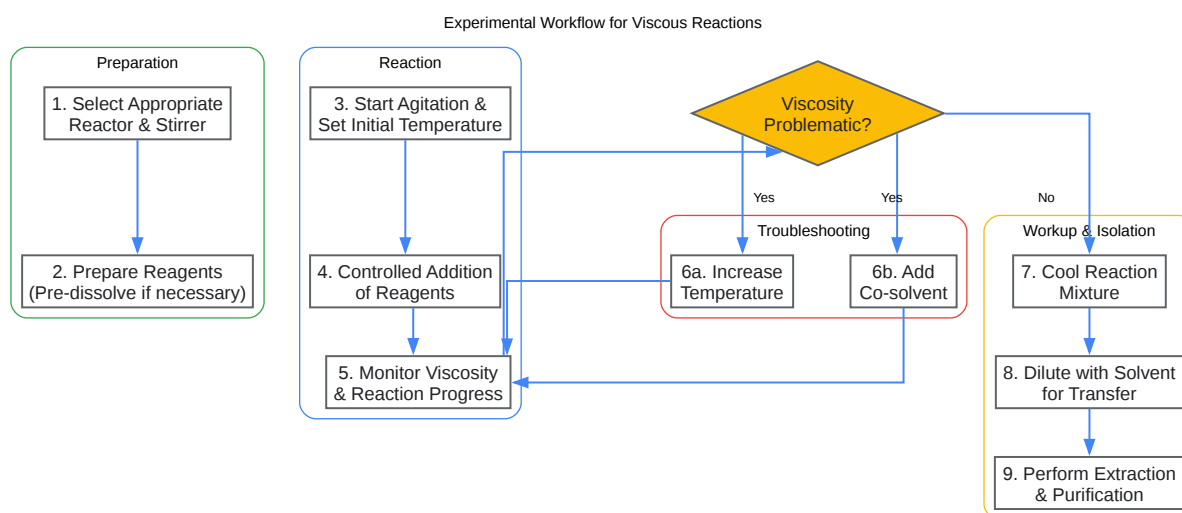 Experimental Workflow for Viscous Reactions
Preparation
1. Select Appropriate
Reactor & Stirrer
2. Prepare Reagents
(Pre-dissolve if necessary)
Reaction
3. Start Agitation &
Set Initial Temperature
4. Controlled Addition
of Reagents
5. Monitor Viscosity
& Reaction Progress
Viscosity
Problematic?
Yes
Yes
No
Troubleshooting
6a. Increase
Temperature
6b. Add
Co-solvent
Workup & Isolation
7. Cool Reaction
Mixture
8. Dilute with Solvent
for Transfer
9. Perform Extraction
& Purification